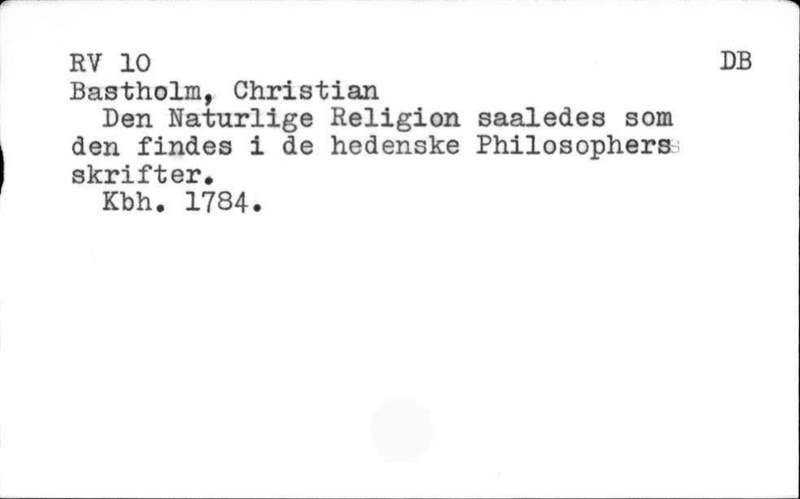 RV 10 DB
Bastholm, Christian
Den Naturlige Religion saaledes som
den findes i de hedenske Philosophers
skrifter.
Kbh. 1784.